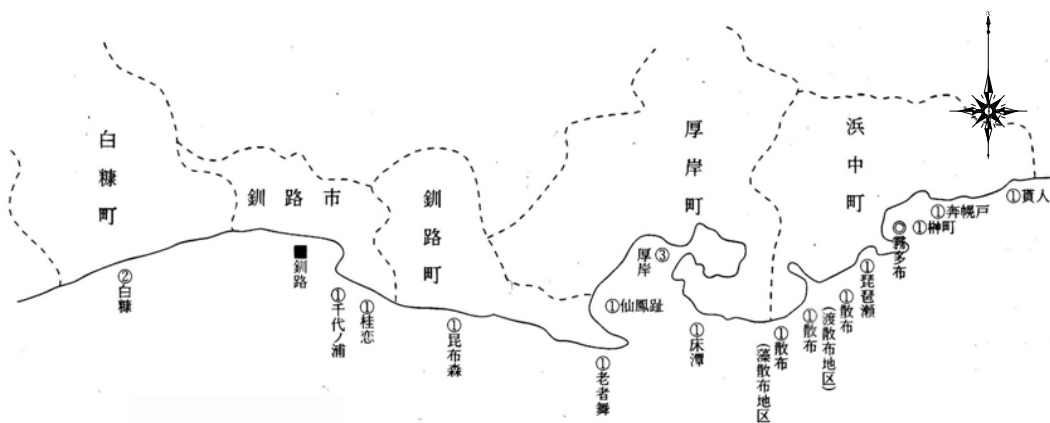 白糠町
釧路市
釧路町
厚岸町
浜中町
②白糠
■釧路
①千代ノ浦
①桂恋
①昆布森
①老者舞
①仙鳳趾
厚岸③
①床潭
①散布
(藻散布地区
①散布
①散布
(渡散布地区)
①琵琶瀬
◎霧多布
①榊町
①奔幌戸
①貰人